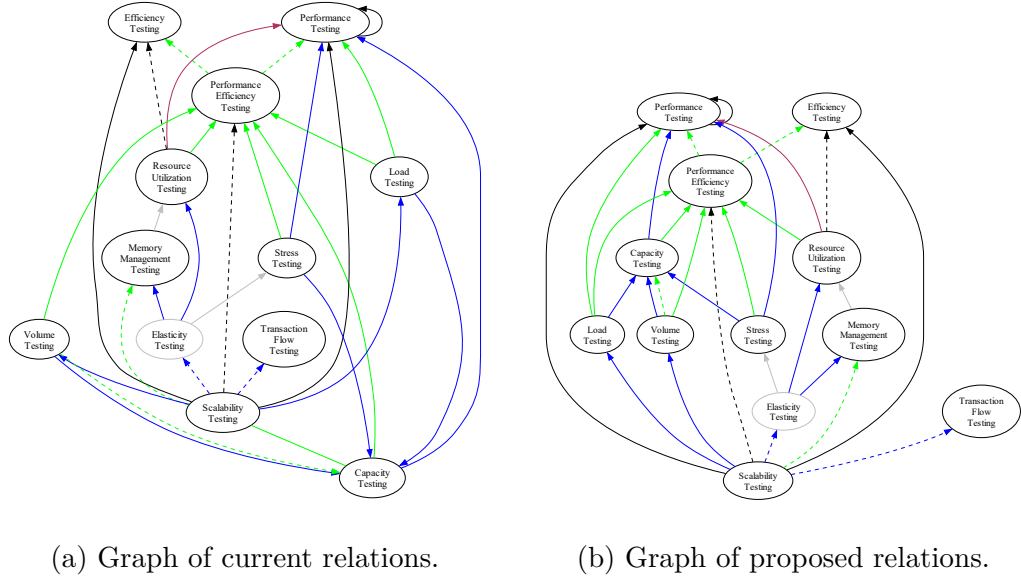 Efficiency
Testing
Performance
Testing
Performance
Efficiency
Testing
Resource
Utilization
Testing
Load
Testing
Memory
Management
Testing
Stress
Testing
Volume
Testing
Elasticity
Testing
Transaction
Flow
Testing
Scalability
Testing
Capacity
Testing
(a) Graph of current relations.
Performance
Testing
Efficiency
Testing
Performance
Efficiency
Testing
Capacity
Testing
Resource
Utilization
Testing
Load
Testing
Volume
Testing
Stress
Testing
Memory
Management
Testing
Elasticity
Testing
Transaction
Flow
Testing
Scalability
Testing
(b) Graph of proposed relations.